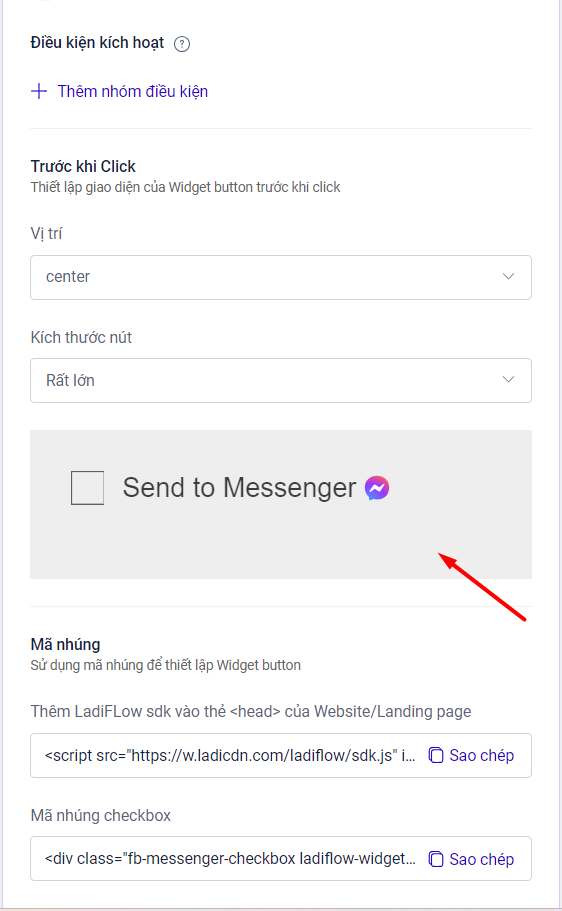 Điều kiện kích hoạt ?
+ Thêm nhóm điều kiện
Trước khi Click
Thiết lập giao diện của Widget button trước khi click
Vị trí
center
Kích thước nút
Rất lớn
Send to Messenger
Mã nhúng
Sử dụng mã nhúng để thiết lập Widget button
Thêm LadiFLow sdk vào thẻ <head> của Website/Landing page
<script src="https://w.ladicdn.com/ladiflow/sdk.js" i... Sao chép
Mã nhúng checkbox
<div class="fb-messenger-checkbox ladiflow-widget... Sao chép